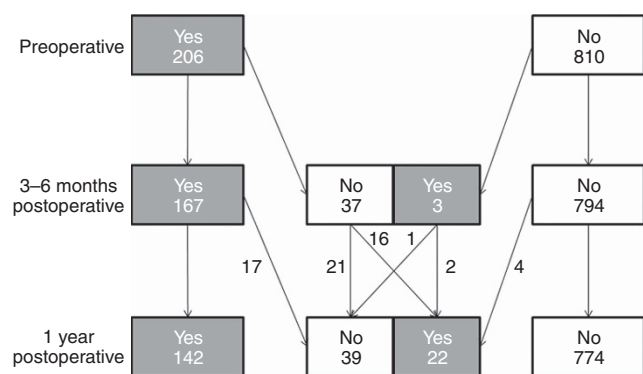 Preoperative
Yes
206
No
810
3–6 months
postoperative
Yes
167
No
37
Yes
3
No
794
17
21
16
1
2
4
1 year
postoperative
Yes
142
No
39
Yes
22
No
774